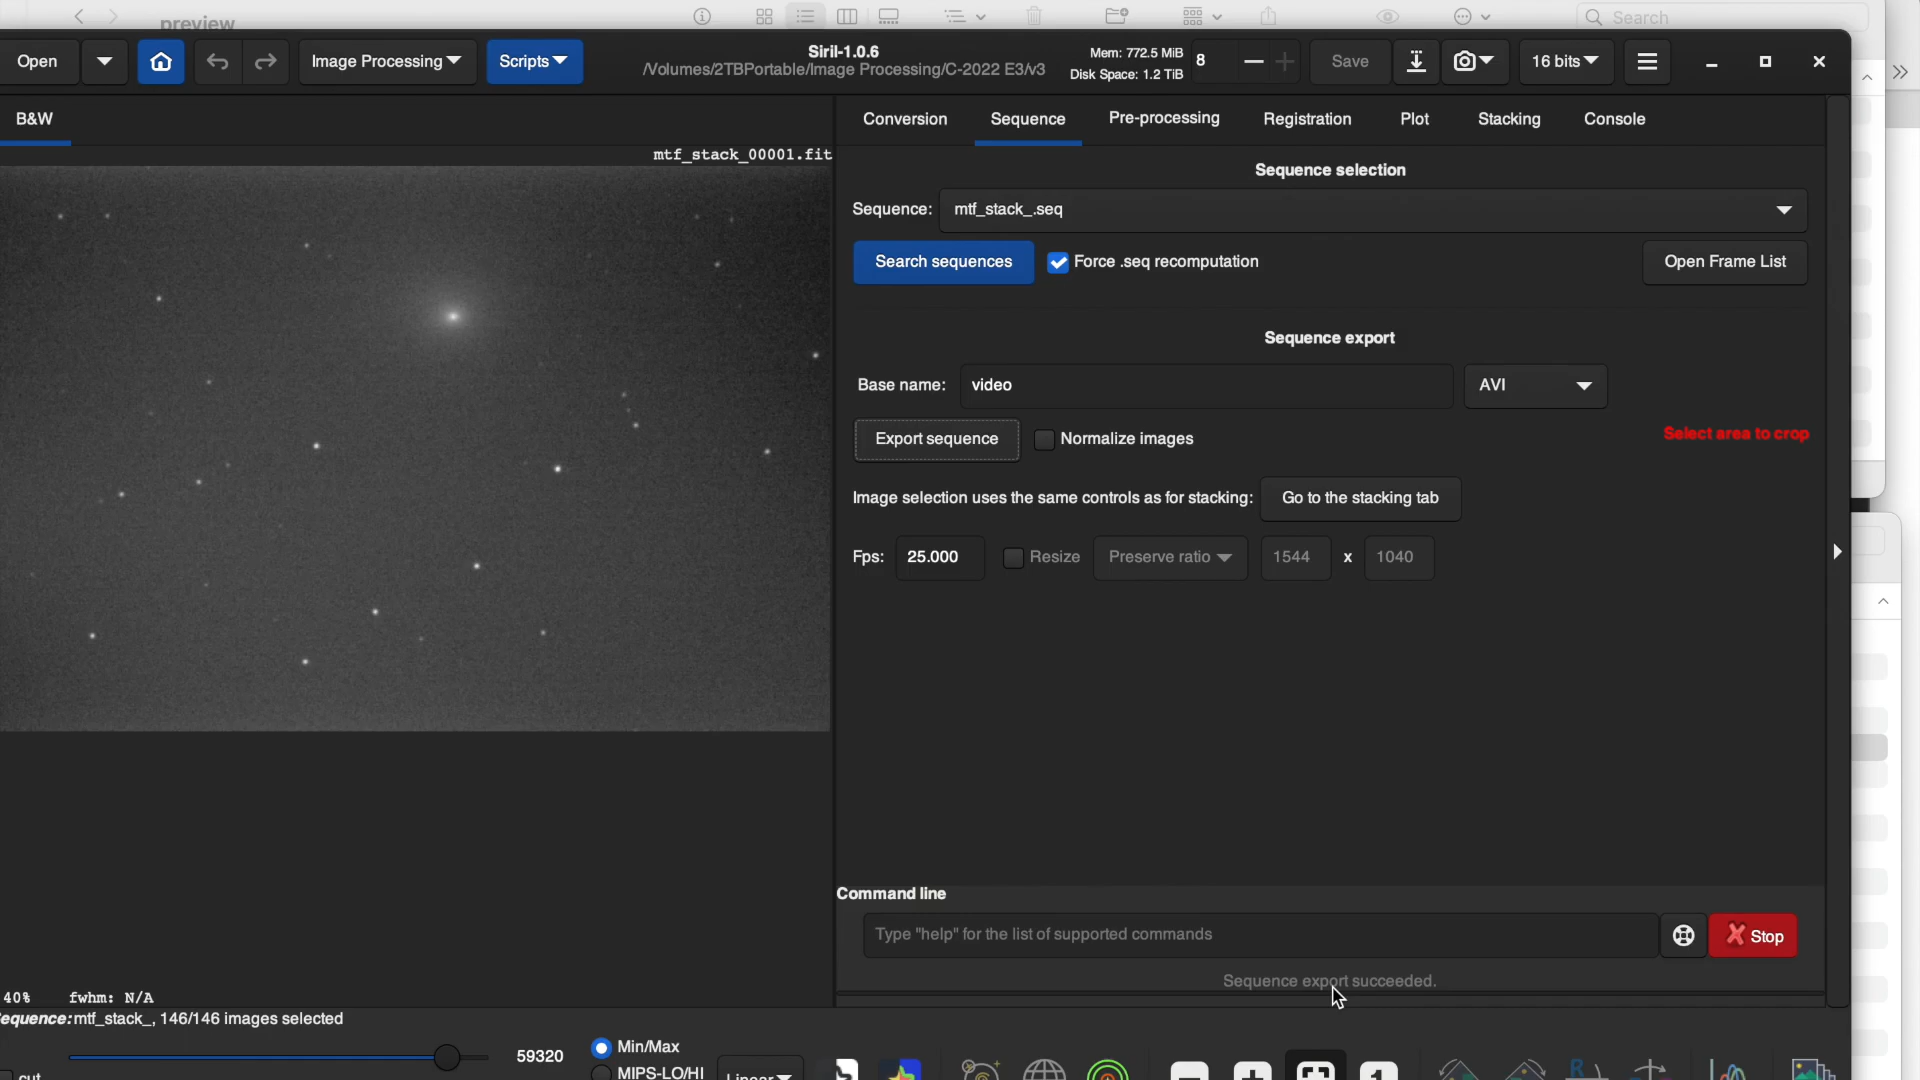 preview
Search
Open
Image Processing
Scripts
Siril-1.0.6
/Volumes/2TBPortable/Image Processing/C-2022 E3/v3
Mem: 772.5 MiB
Disk Space: 1.2 TiB
8
Save
16 bits
B&W
mtf_stack_00001.fit
Conversion
Sequence
Pre-processing
Registration
Plot
Stacking
Console
Sequence selection
Sequence:
mtf_stack_.seq
Search sequences
Force .seq recomputation
Open Frame List
Sequence export
Base name:
video
AVI
Export sequence
Normalize images
Select area to crop
Image selection uses the same controls as for stacking:
Go to the stacking tab
Fps:
25.000
Resize
Preserve ratio
1544
x
1040
Command line
Type "help" for the list of supported commands
Stop
Sequence export succeeded.
40%
fwhm: N/A
equence:mtf_stack_, 146/146 images selected
59320
Min/Max
MIPS-LO/HI
cut
Linear
1